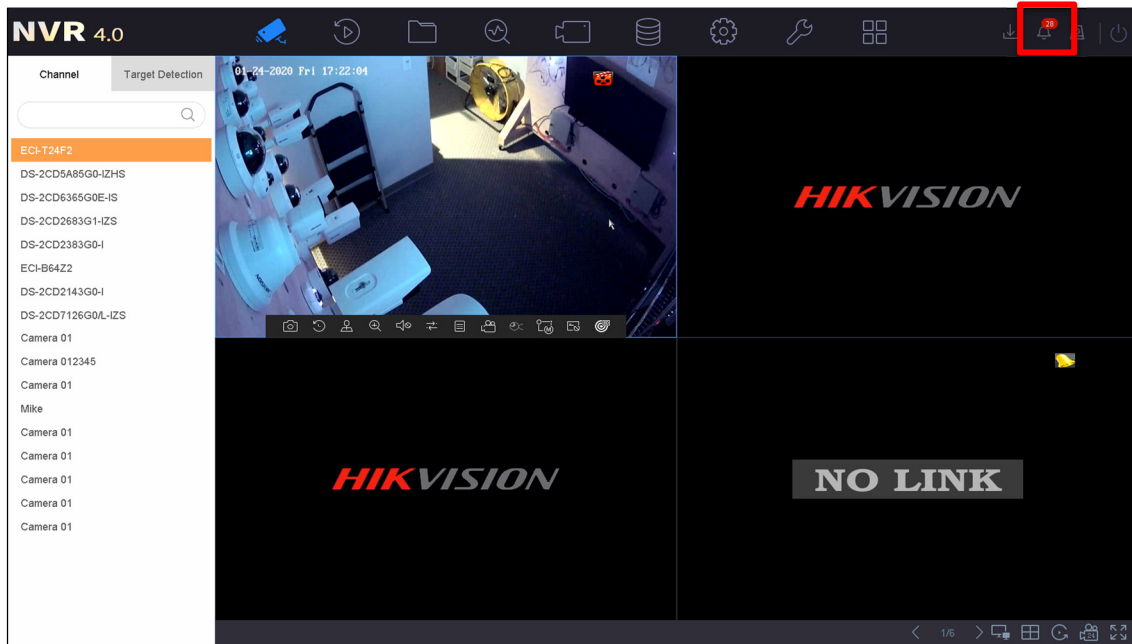 NVR 4.0
28
Channel
Target Detection
ECI-T24F2
DS-2CD5A85G0-IZHS
DS-2CD6365G0E-IS
DS-2CD2683G1-IZS
DS-2CD2383G0-I
ECI-B64Z2
DS-2CD2143G0-I
DS-2CD7126G0/L-IZS
Camera 01
Camera 012345
Camera 01
Mike
Camera 01
Camera 01
Camera 01
Camera 01
Camera 01
01-24-2020 Fri 17:22:04
HIKVISION
HIKVISION
NO LINK
1/6
24